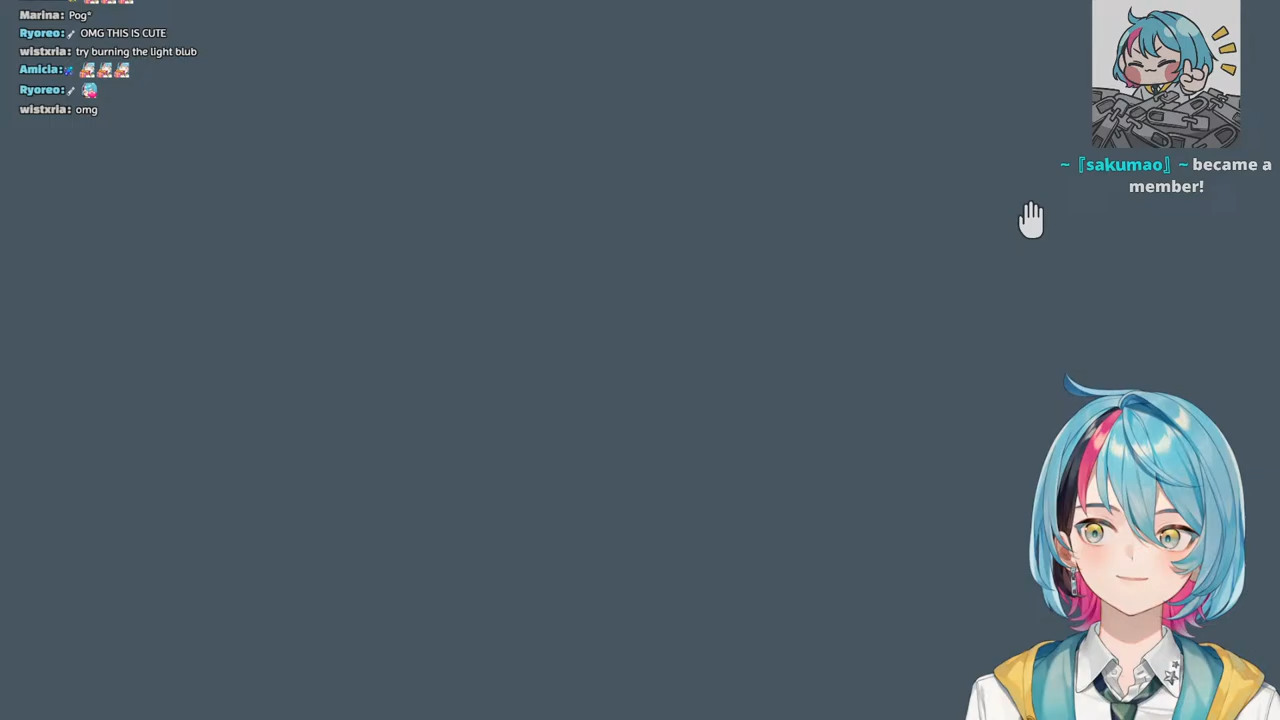 Marina: Pog*
Ryoreo: OMG THIS IS CUTE
wistxria: try burning the light blub
Amicia:
Ryoreo:
wistxria: omg
~『sakumao』~ became a
member!